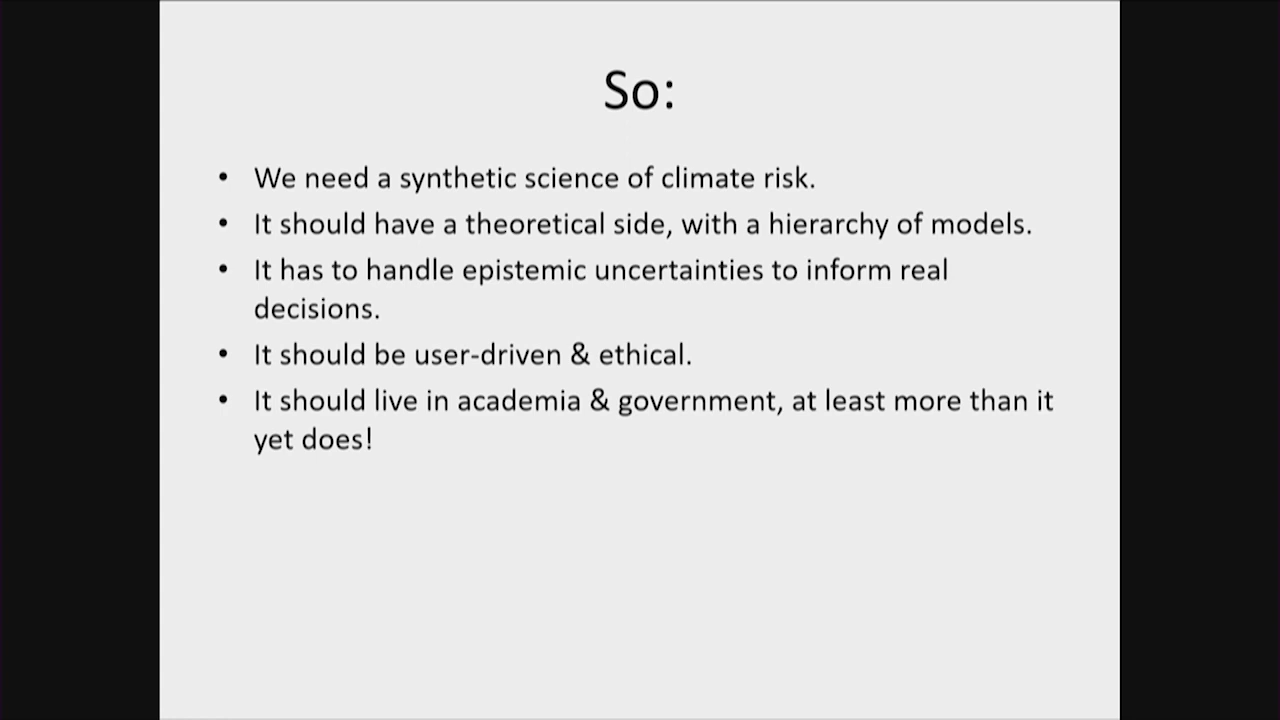 So:
• We need a synthetic science of climate risk.
• It should have a theoretical side, with a hierarchy of models.
• It has to handle epistemic uncertainties to inform real
decisions.
• It should be user-driven & ethical.
• It should live in academia & government, at least more than it
yet does!